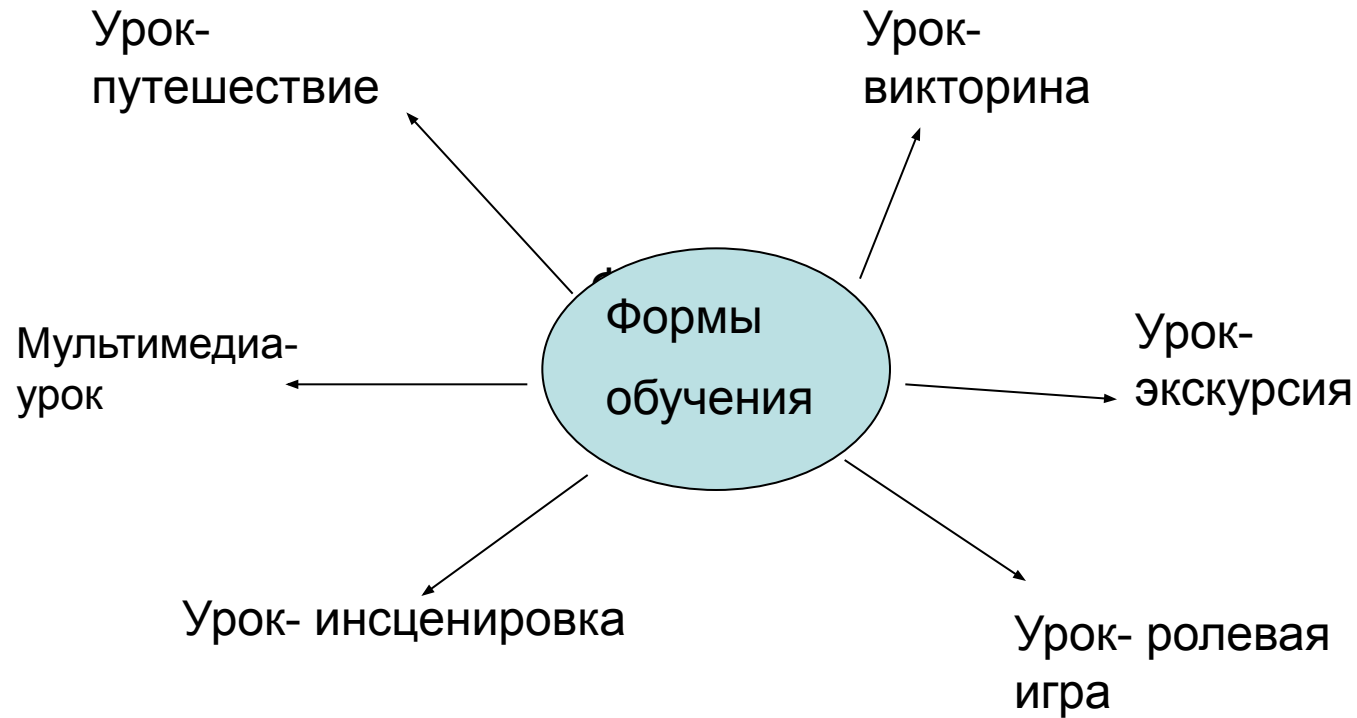 Урок-
путешествие
Урок-
викторина
Формы
обучения
Мультимедиа-
урок
Урок-
экскурсия
Урок- инсценировка
Урок- ролевая
игра